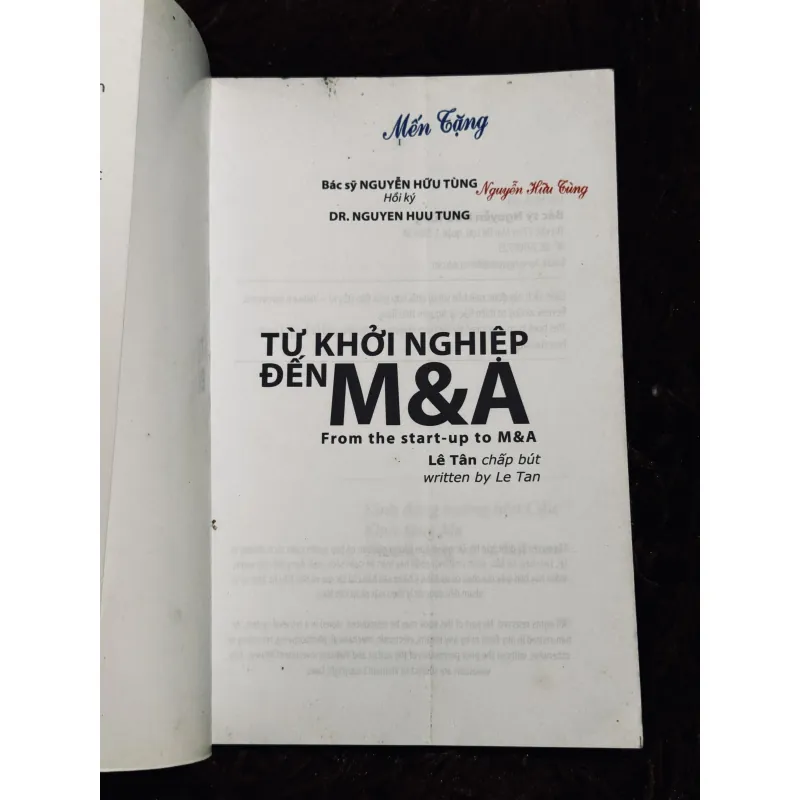 Mến Tặng
Bác sỹ NGUYỄN HỮU TÙNG Nguyễn Hữu Tùng
Hồi ký
DR. NGUYEN HUU TUNG
TỪ KHỞI NGHIỆP
ĐẾN M&A
From the start-up to M&A
Lê Tân chấp bút
written by Le Tan